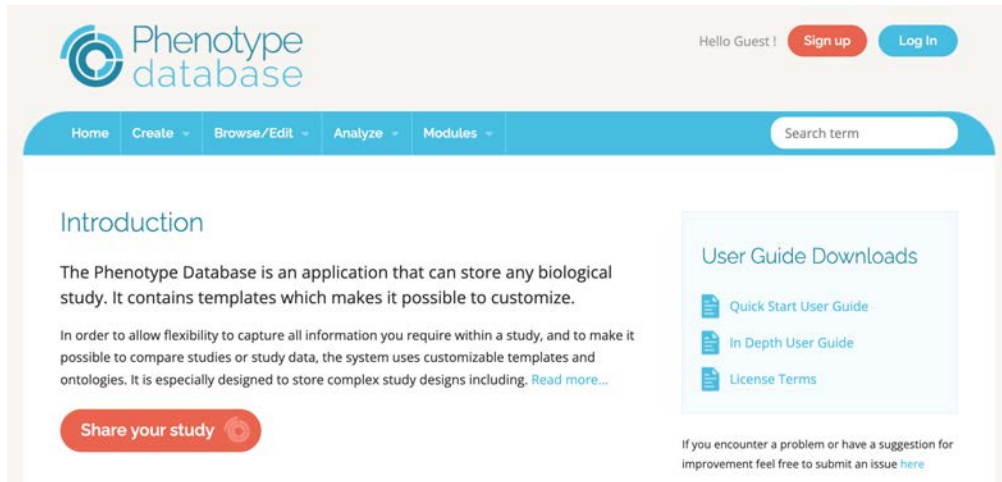 Phenotype
database
Hello Guest !
Sign up
Log In
Home
Create
Browse/Edit
Analyze
Modules
Search term
Introduction
The Phenotype Database is an application that can store any biological
study. It contains templates which makes it possible to customize.
In order to allow flexibility to capture all information you require within a study, and to make it
possible to compare studies or study data, the system uses customizable templates and
ontologies. It is especially designed to store complex study designs including. Read more...
Share your study
User Guide Downloads
Quick Start User Guide
In Depth User Guide
License Terms
If you encounter a problem or have a suggestion for
improvement feel free to submit an issue here